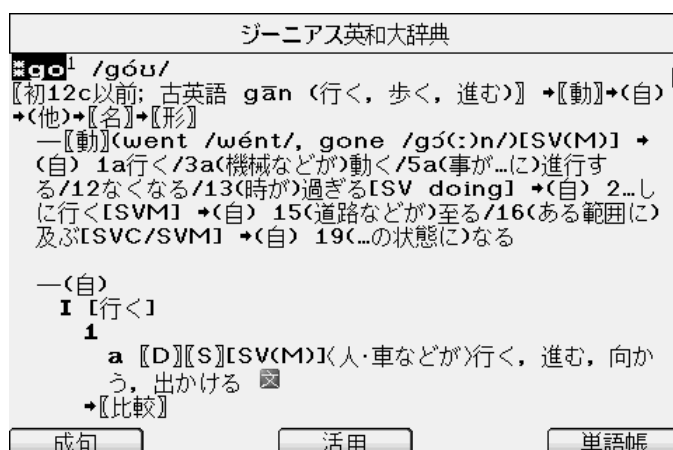 ジーニアス英和大辞典
⁑go1 /góʊ/
〖初12c以前; 古英語 gān (行く, 歩く, 進む)〗 ➜〖動〗➜(自)
➜(他)➜〖名〗➜〖形〗
―〖動〗(went /wént/, gone /gɔ́(:)n/)[SV(M)] ➜
(自) 1a行く/3a(機械などが)動く/5a(事が…に)進行す
る/12なくなる/13(時が)過ぎる[SV doing] ➜(自) 2…し
に行く[SVM] ➜(自) 15(道路などが)至る/16(ある範囲に)
及ぶ[SVC/SVM] ➜(自) 19(…の状態に)なる
―(自)
I [行く]
1
a 〖D〗〖S〗[SV(M)]〈人·車などが〉行く, 進む, 向か
う, 出かける 文
➜〖比較〗
成句 活用 単語帳